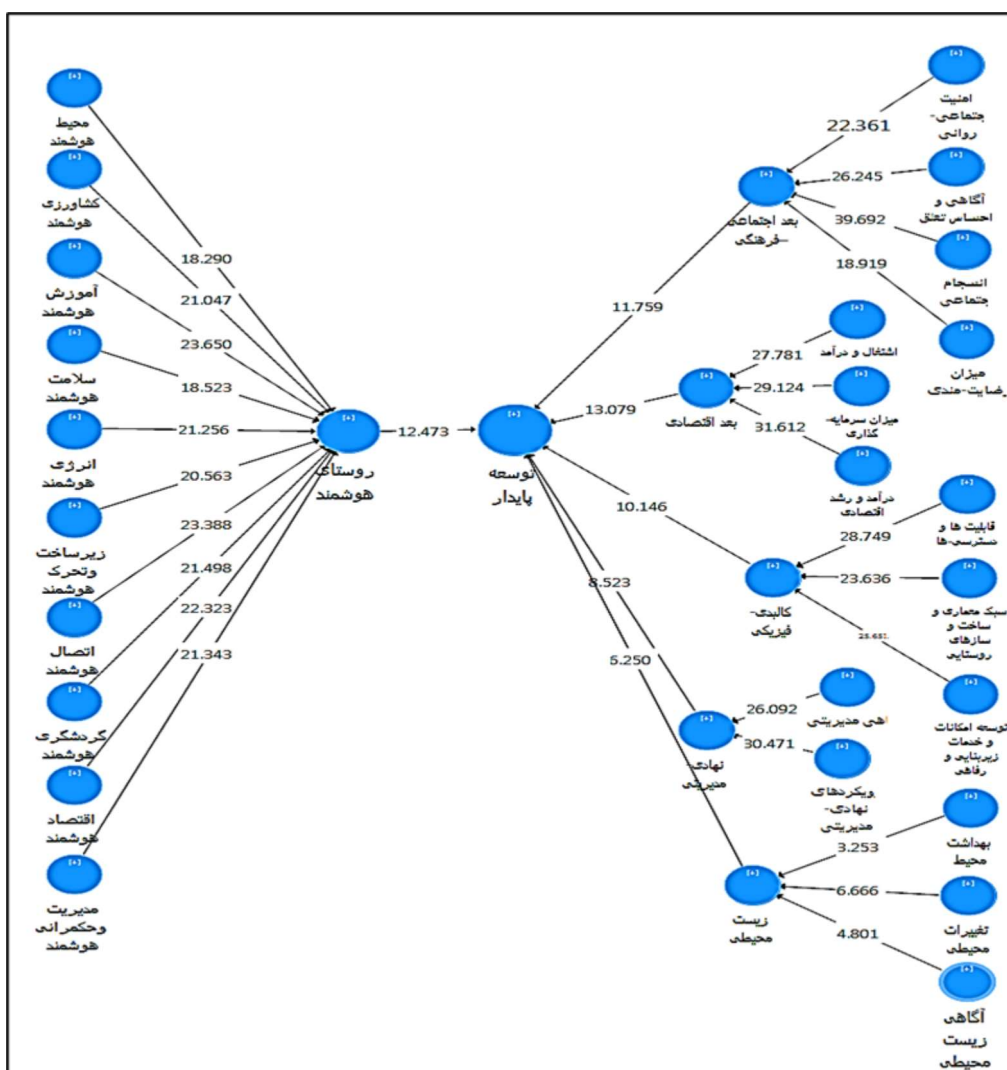 محیط
هوشمند
کشاورزی
هوشمند
آموزش
هوشمند
سلامت
هوشمند
انرژی
هوشمند
زیرساخت
وتحرک
هوشمند
اتصال
هوشمند
گردشگری
هوشمند
اقتصاد
هوشمند
مدیریت
وحکمرانی
هوشمند
18.290
21.047
23.650
18.523
21.256
20.563
23.388
21.498
22.323
21.343
روستای
هوشمند
12.473
توسعه
پایدار
11.759
13.079
10.146
8.523
5.250
بعد اجتماعی
-فرهنگی
بعد اقتصادی
کالبدی-
فیزیکی
نهادی-
مدیریتی
زیست
محیطی
22.361
26.245
39.692
18.919
27.781
29.124
31.612
28.749
23.636
26.092
30.471
3.253
6.666
4.801
امنیت
جتماعی-
روانی
آگاهی و
احساس تعلق
انسجام
جتماعی
میزان
رضایت-مندی
اشتغال و درآمد
میزان سرمایه-
گذاری
درآمد و رشد
اقتصادی
قابلیت ها و
دسترسی-ها
سبک معماری و
ساخت و
سازهای
روستایی
توسعه امکانات
و خدمات
زیربنایی و
رفاهی
اهی مدیریتی
ویکردهای
نهادی-
مدیریتی
بهداشت
محیط
تغییرات
محیطی
آگاهی
زیست
محیطی